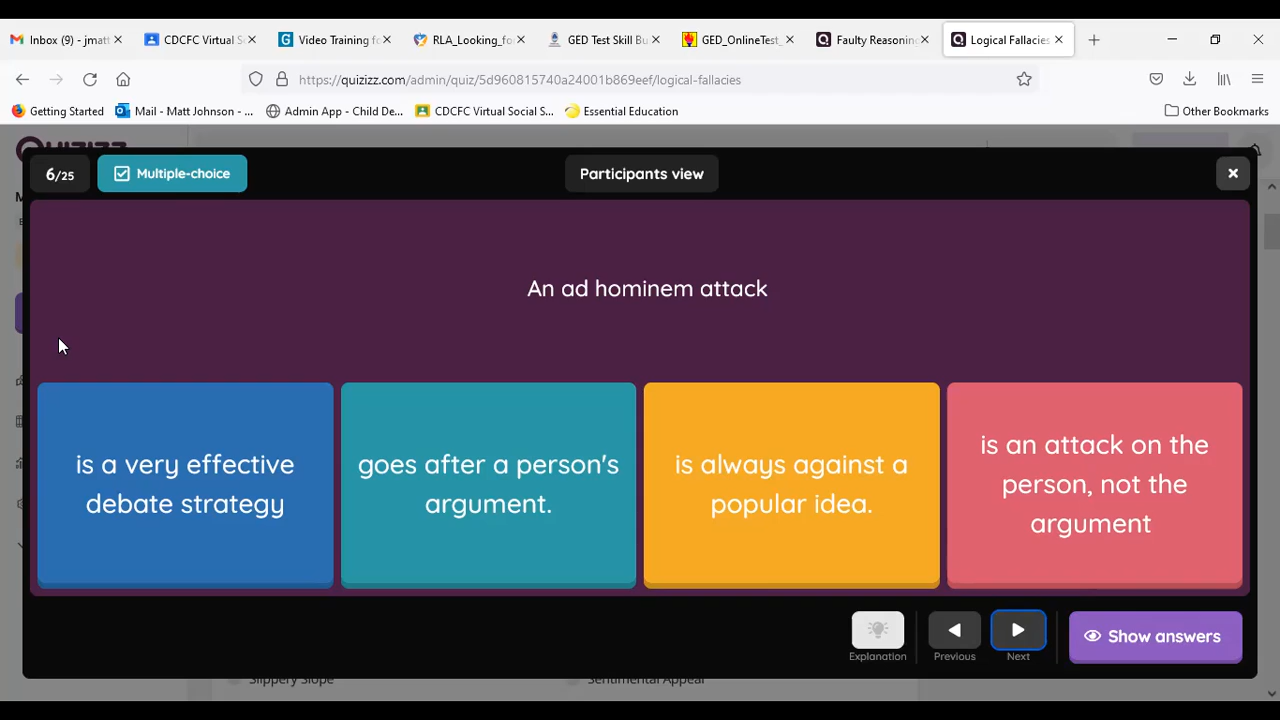 Inbox (9) - jmatt
CDCFC Virtual S
Video Training fo
RLA_Looking_for
GED Test Skill Bu
GED_OnlineTest_
Faulty Reasoning
Logical Fallacies
https://quizizz.com/admin/quiz/5d960815740a24001b869eef/logical-fallacies
Getting Started
Mail - Matt Johnson - ...
Admin App - Child De...
CDCFC Virtual Social S...
Essential Education
Other Bookmarks
6/25
Multiple-choice
Participants view
An ad hominem attack
is a very effective
debate strategy
goes after a person's
argument.
is always against a
popular idea.
is an attack on the
person, not the
argument
Explanation
Previous
Next
Show answers
Slippery Slope
Sentimental Appeal